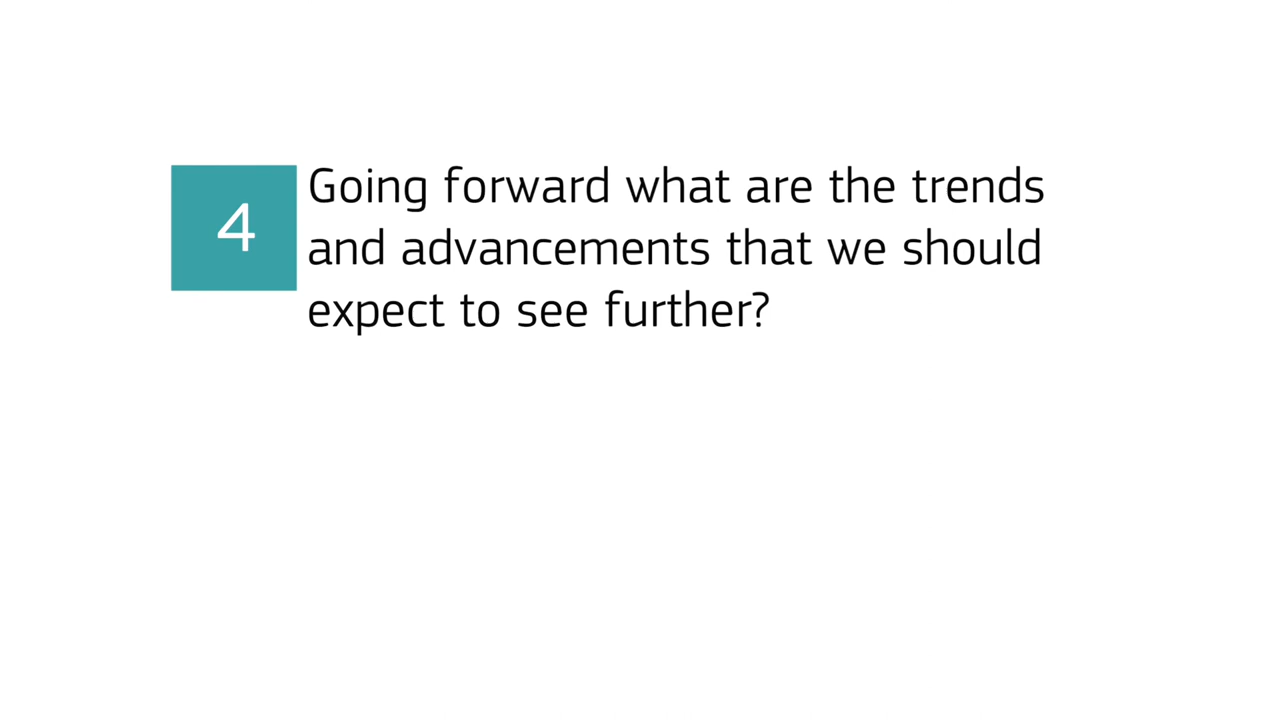 4
Going forward what are the trends
and advancements that we should
expect to see further?